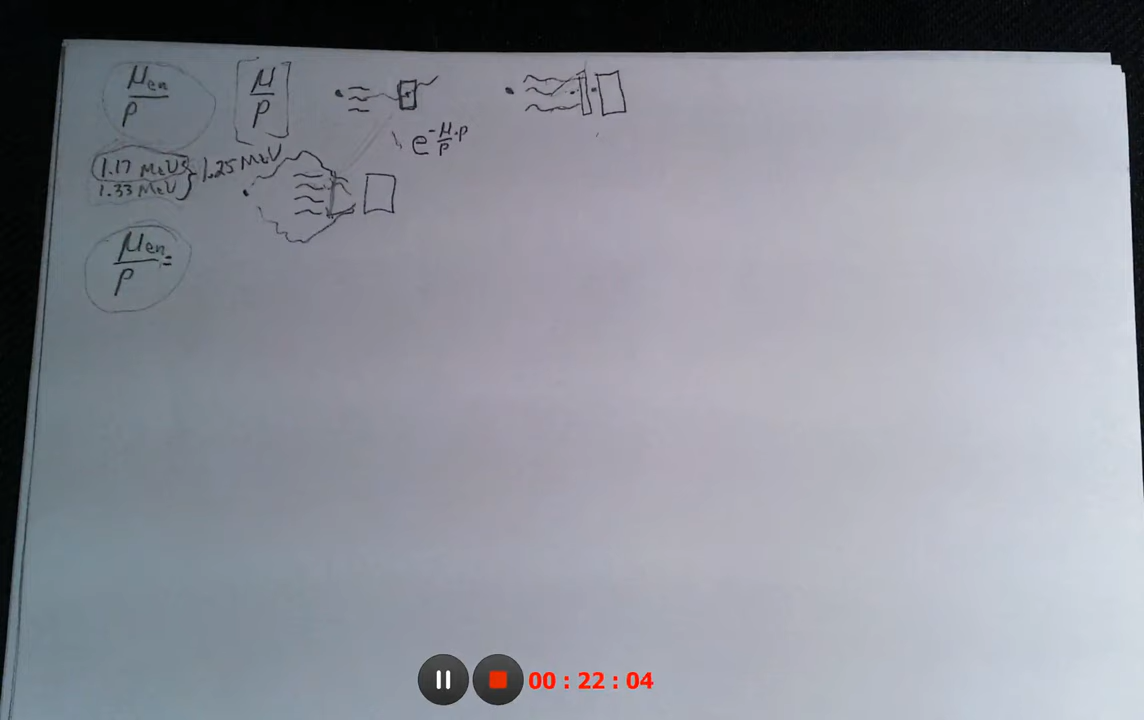 μen/ρ [μ/ρ]
e^-μ/ρ·ρ
1.17 MeV
1.33 MeV } 1.25 MeV
μen/ρ =
00 : 22 : 04